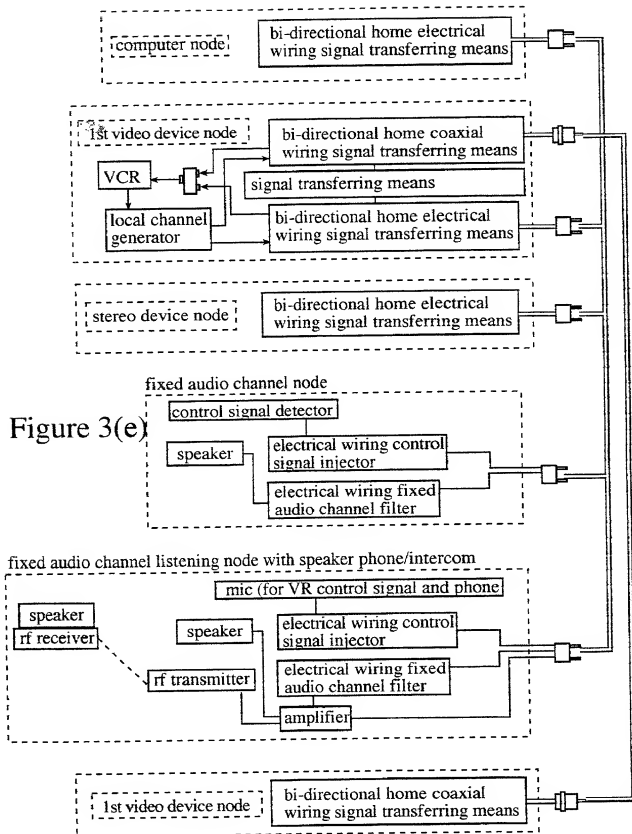 computer node
bi-directional home electrical
wiring signal transferring means
1st video device node
bi-directional home coaxial
wiring signal transferring means
VCR
signal transferring means
local channel
generator
bi-directional home electrical
wiring signal transferring means
stereo device node
bi-directional home electrical
wiring signal transferring means
fixed audio channel node
control signal detector
Figure 3(e)
speaker
electrical wiring control
signal injector
electrical wiring fixed
audio channel filter
fixed audio channel listening node with speaker phone/intercom
mic (for VR control signal and phone
speaker
rf receiver
speaker
electrical wiring control
signal injector
rf transmitter
electrical wiring fixed
audio channel filter
amplifier
1st video device node
bi-directional home coaxial
wiring signal transferring means